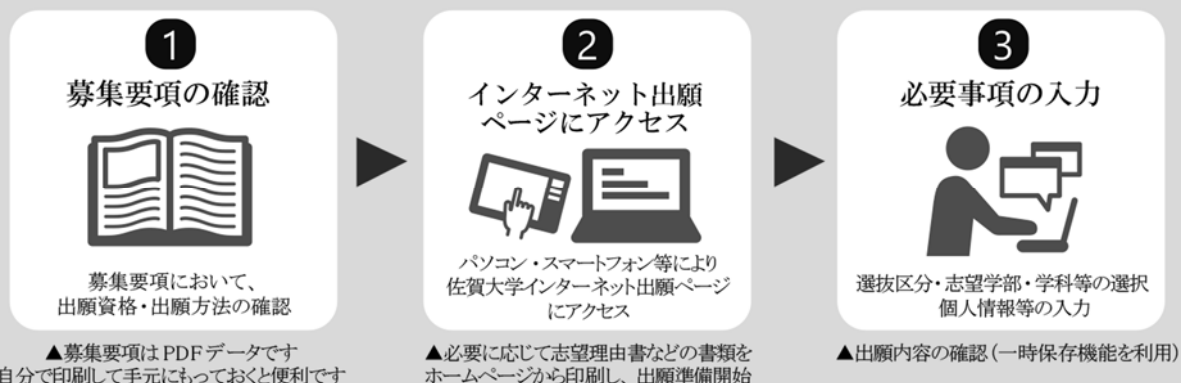 1
募集要項の確認
募集要項において、
出願資格・出願方法の確認
▲募集要項はPDFデータです
自分で印刷して手元にもっておくと便利です
2
インターネット出願
ページにアクセス
パソコン・スマートフォン等により
佐賀大学インターネット出願ページ
にアクセス
▲必要に応じて志望理由書などの書類を
ホームページから印刷し、出願準備開始
3
必要事項の入力
選抜区分・志望学部・学科等の選択
個人情報等の入力
▲出願内容の確認(一時保存機能を利用)